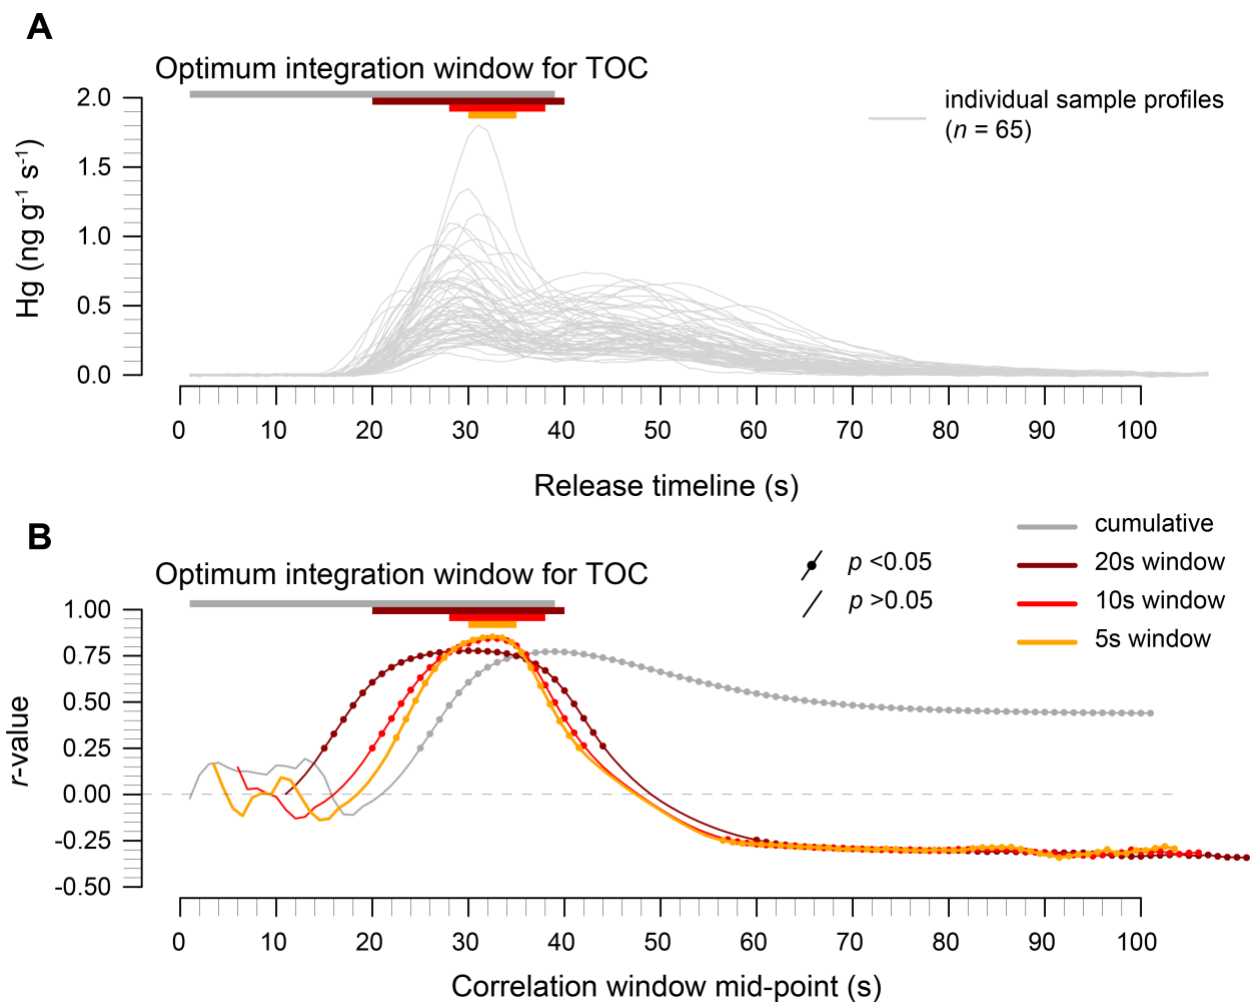 A
Optimum integration window for TOC
individual sample profiles
(n = 65)
2.0
1.5
1.0
0.5
0.0
Hg (ng g⁻¹ s⁻¹)
0 10 20 30 40 50 60 70 80 90 100
Release timeline (s)
B
Optimum integration window for TOC
p <0.05
p >0.05
cumulative
20s window
10s window
5s window
1.00
0.75
0.50
0.25
0.00
-0.25
-0.50
r-value
0 10 20 30 40 50 60 70 80 90 100
Correlation window mid-point (s)